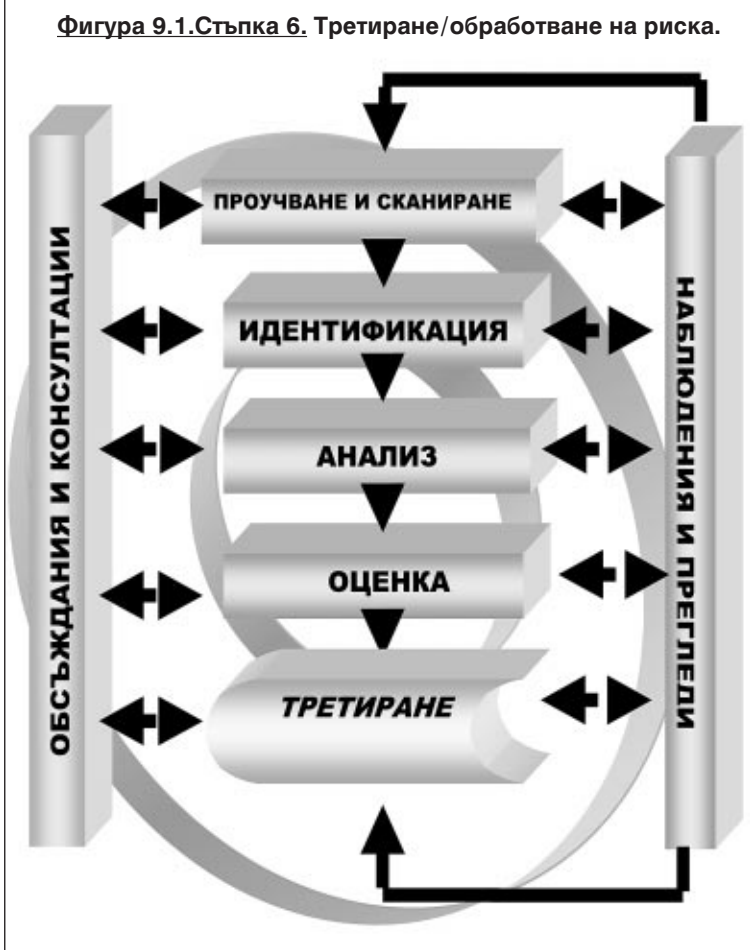 Фигура 9.1.Стъпка 6. Третиране/обработване на риска.
ОБСЪЖДАНИЯ И КОНСУЛТАЦИИ
ПРОУЧВАНЕ И СКАНИРАНЕ
ИДЕНТИФИКАЦИЯ
АНАЛИЗ
ОЦЕНКА
ТРЕТИРАНЕ
НАБЛЮДЕНИЯ И ПРЕГЛЕДИ